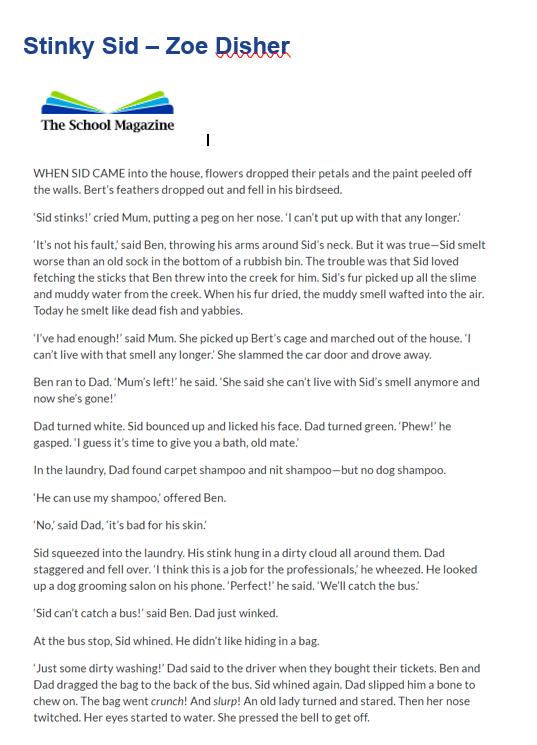 Stinky Sid – Zoe Disher
The School Magazine
WHEN SID CAME into the house, flowers dropped their petals and the paint peeled off
the walls. Bert’s feathers dropped out and fell in his birdseed.
‘Sid stinks!’ cried Mum, putting a peg on her nose. ‘I can’t put up with that any longer.’
‘It’s not his fault,’ said Ben, throwing his arms around Sid’s neck. But it was true—Sid smelt
worse than an old sock in the bottom of a rubbish bin. The trouble was that Sid loved
fetching the sticks that Ben threw into the creek for him. Sid’s fur picked up all the slime
and muddy water from the creek. When his fur dried, the muddy smell wafted into the air.
Today he smelt like dead fish and yabbies.
‘I’ve had enough!’ said Mum. She picked up Bert’s cage and marched out of the house. ‘I
can’t live with that smell any longer.’ She slammed the car door and drove away.
Ben ran to Dad. ‘Mum’s left!’ he said. ‘She said she can’t live with Sid’s smell anymore and
now she’s gone!’
Dad turned white. Sid bounced up and licked his face. Dad turned green. ‘Phew!’ he
gasped. ‘I guess it’s time to give you a bath, old mate.’
In the laundry, Dad found carpet shampoo and nit shampoo—but no dog shampoo.
‘He can use my shampoo,’ offered Ben.
‘No,’ said Dad, ‘it’s bad for his skin.’
Sid squeezed into the laundry. His stink hung in a dirty cloud all around them. Dad
staggered and fell over. ‘I think this is a job for the professionals,’ he wheezed. He looked
up a dog grooming salon on his phone. ‘Perfect!’ he said. ‘We’ll catch the bus.’
‘Sid can’t catch a bus!’ said Ben. Dad just winked.
At the bus stop, Sid whined. He didn’t like hiding in a bag.
‘Just some dirty washing!’ Dad said to the driver when they bought their tickets. Ben and
Dad dragged the bag to the back of the bus. Sid whined again. Dad slipped him a bone to
chew on. The bag went crunch! And slurp! An old lady turned and stared. Then her nose
twitched. Her eyes started to water. She pressed the bell to get off.